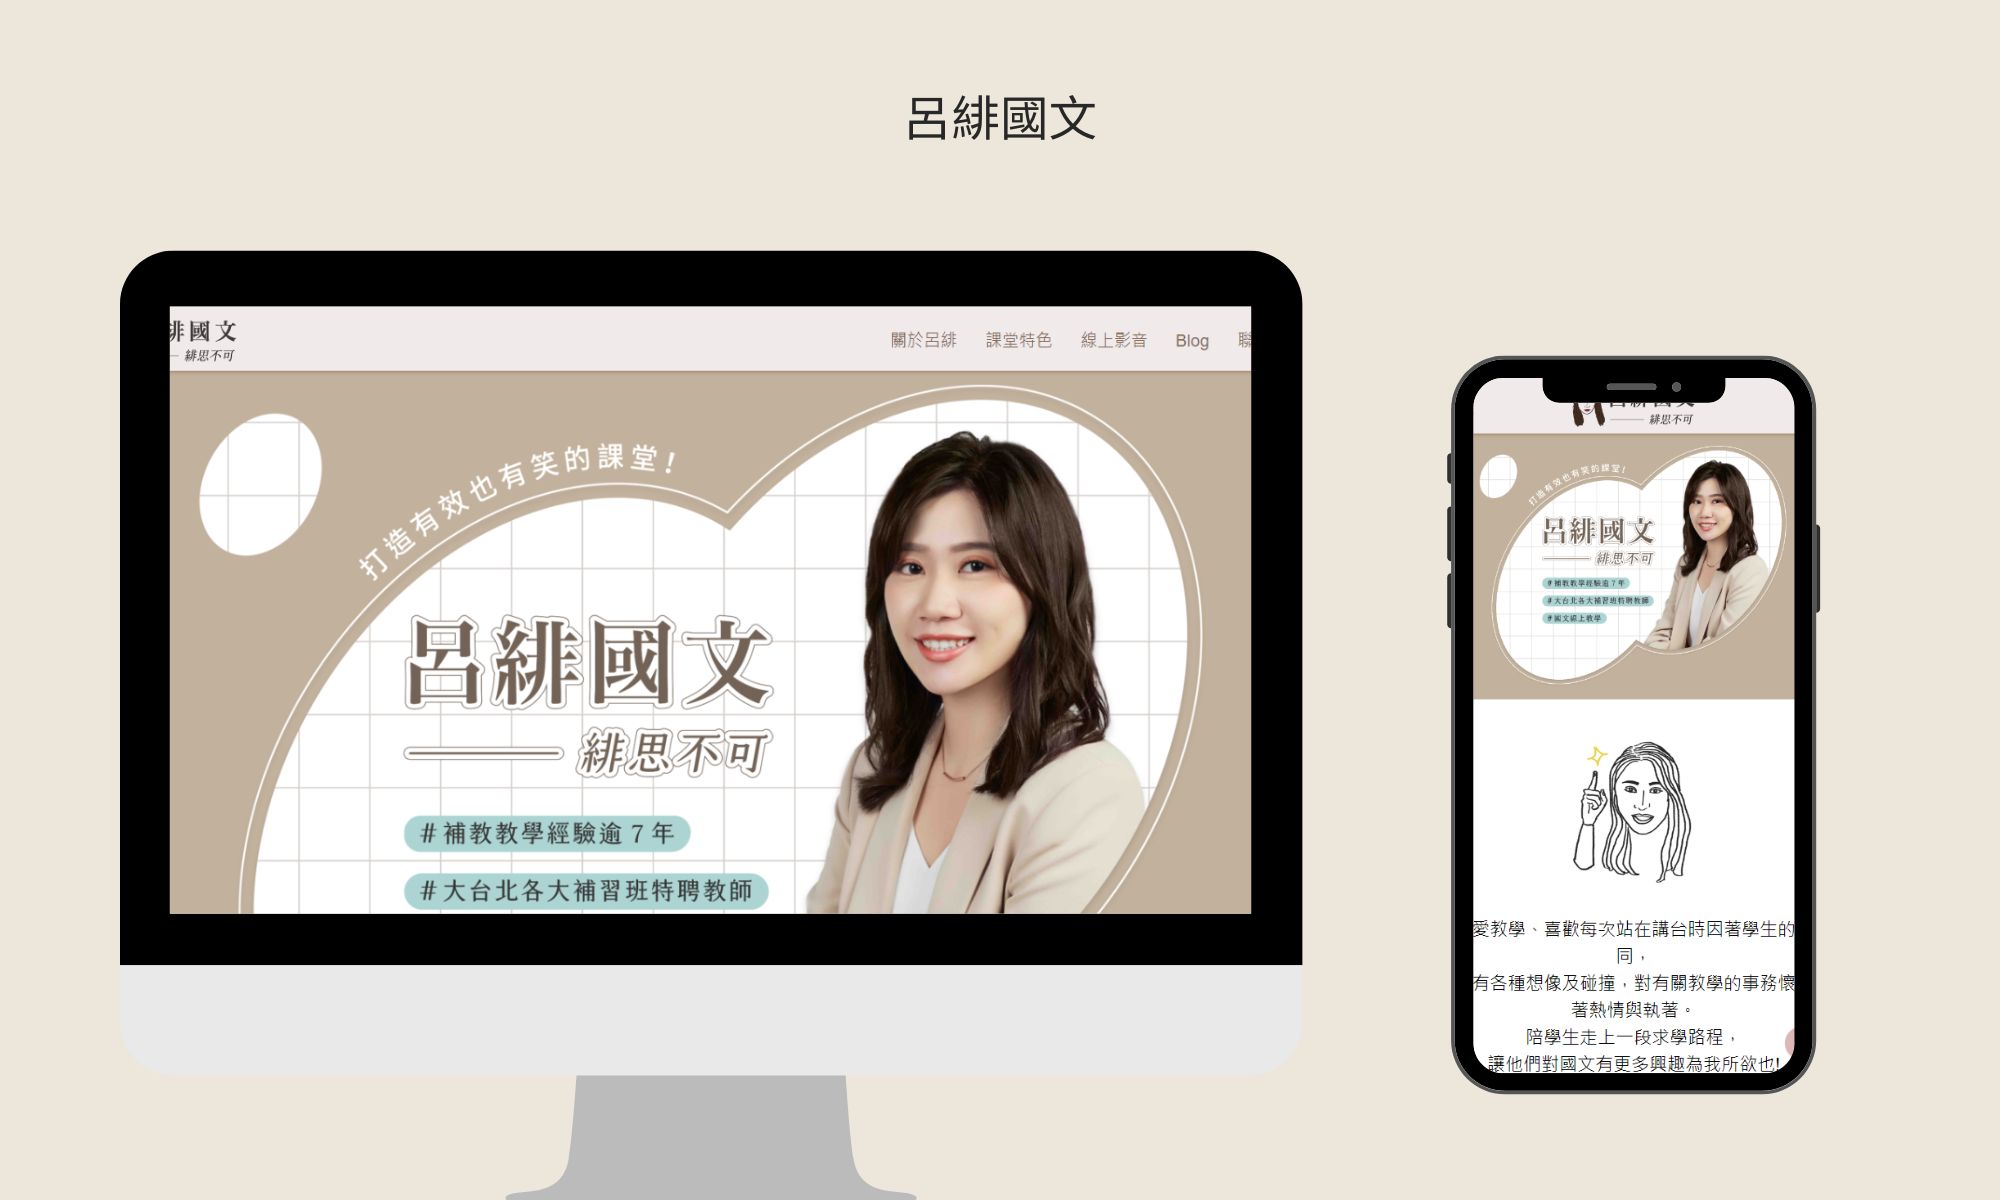 呂緋國文
緋國文
緋思不可
關於呂緋 課堂特色 線上影音 Blog 聯
打造有效也有笑的課堂!
呂緋國文
緋思不可
#補教教學經驗逾7年
#大台北各大補習班特聘教師
緋思不可
打造有效也有笑的課堂!
呂緋國文
緋思不可
#補教教學經驗逾7年
#大台北各大補習班特聘教師
#國文線上教學
愛教學、喜歡每次站在講台時因著學生的
同，
有各種想像及碰撞，對有關教學的事務懷
著熱情與執著。
陪學生走上一段求學路程，
讓他們對國文有更多興趣為我所欲也!